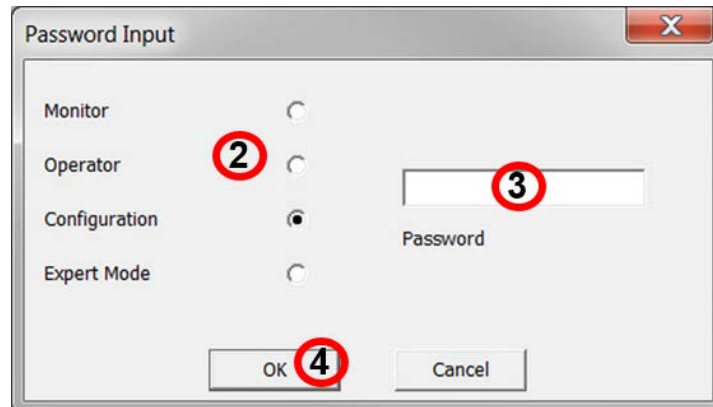 Password Input
X
Monitor
Operator
2
3
Configuration
Password
Expert Mode
OK
4
Cancel